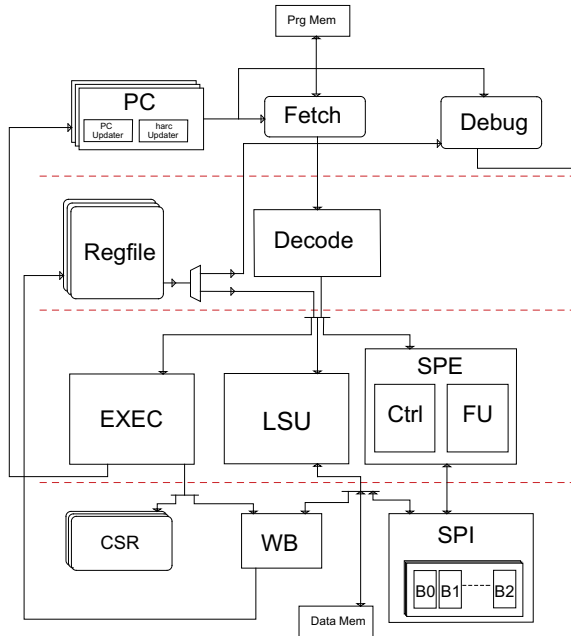 Prg Mem
PC
PC
Updater
harc
Updater
Fetch
Debug
Regfile
Decode
EXEC
LSU
SPE
Ctrl
FU
CSR
WB
SPI
B0
B1
B2
Data Mem